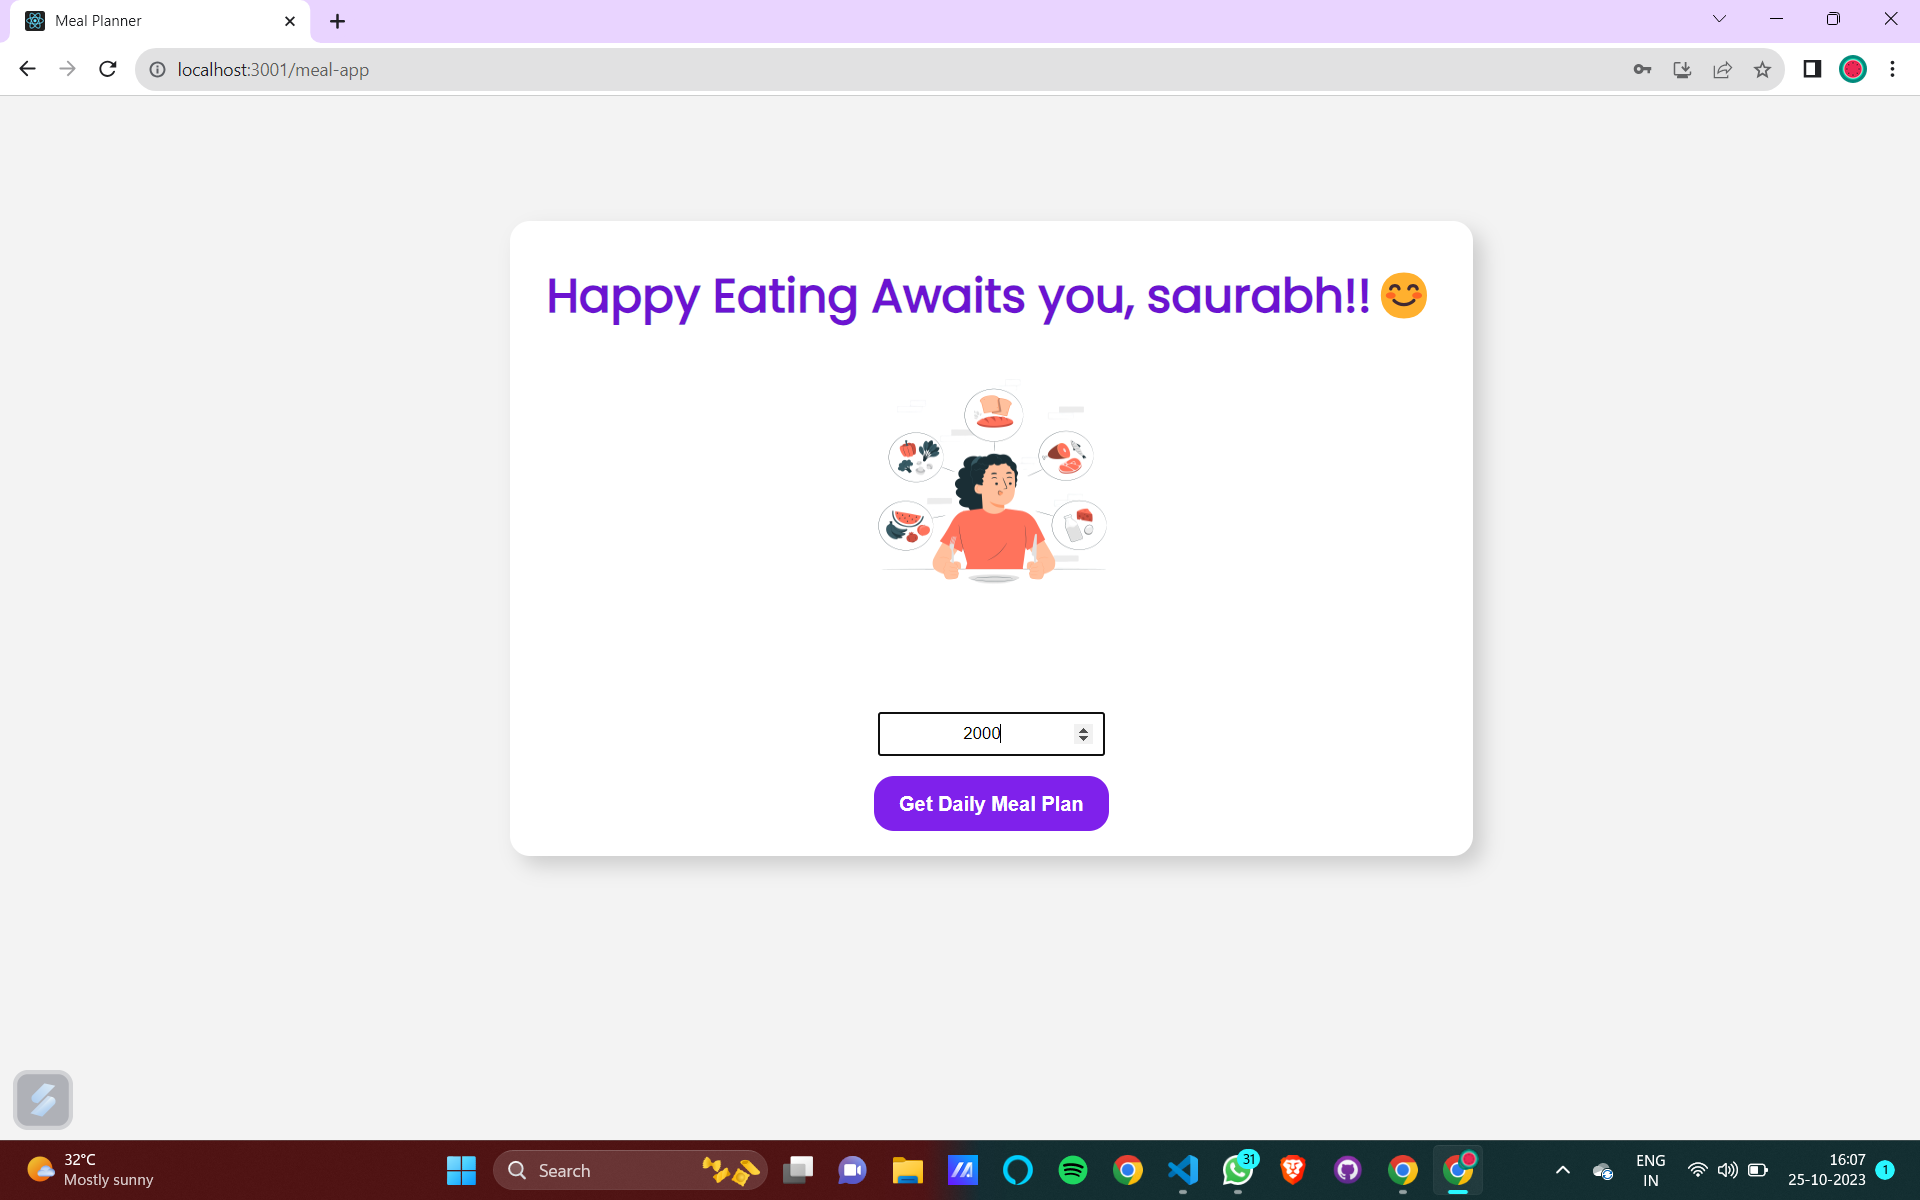 Meal Planner
localhost:3001/meal-app
Happy Eating Awaits you, saurabh!! 😊
2000
Get Daily Meal Plan
32°C
Mostly sunny
Search
31
ENG
IN
16:07
25-10-2023
1